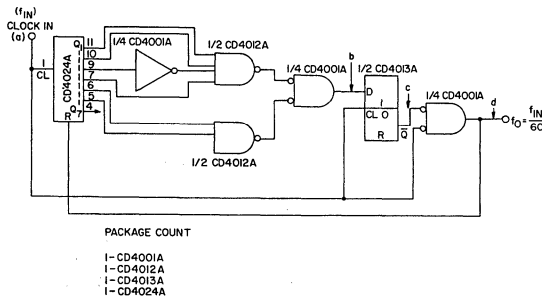 (fIN)
CLOCK IN
(a)
1
CL
CD4024A
Q1
Q7
R
11
10
9
7
6
5
4
1/4 CD4001A
1/2 CD4012A
1/2 CD4012A
1/4 CD4001A
b
1/2 CD4013A
D
CL
Q
R
c
1/4 CD4001A
d
fO = fIN
60
PACKAGE COUNT
1-CD4001A
1-CD4012A
1-CD4013A
1-CD4024A